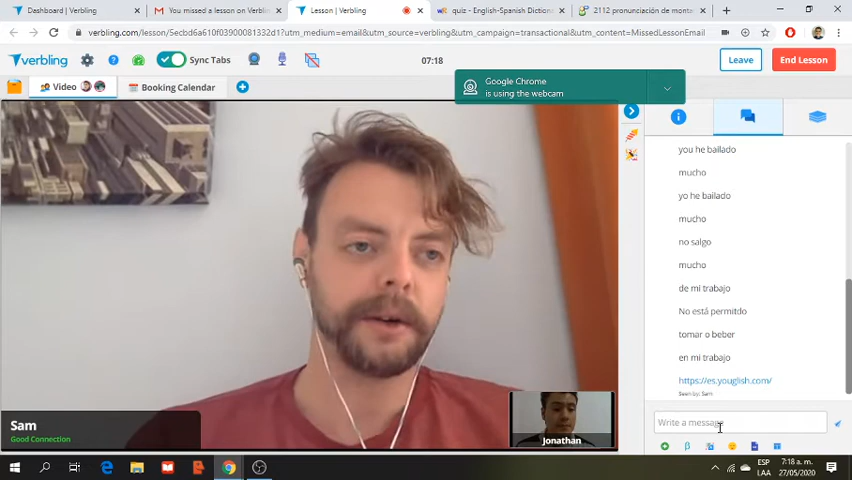 Dashboard | Verbling
You missed a lesson on Verblin
Lesson | Verbling
quiz - English-Spanish Diction
2112 pronunciación de monta
verbling.com/lesson/5ecbd6a610f0390081332d1?utm_medium=email&utm_source=verbling&utm_campaign=transactional&utm_content=MissedLessonEmail
verbling
Sync Tabs
07:18
Leave
End Lesson
Google Chrome
is using the webcam
Video
Booking Calendar
you he bailado
mucho
yo he bailado
mucho
no salgo
mucho
de mi trabajo
No está permitdo
tomar o beber
en mi trabajo
https://es.youglish.com/
Seen by: Sam
Write a message
Sam
Good Connection
Jonathan
ESP
LAA
7:18 a. m.
27/05/2020